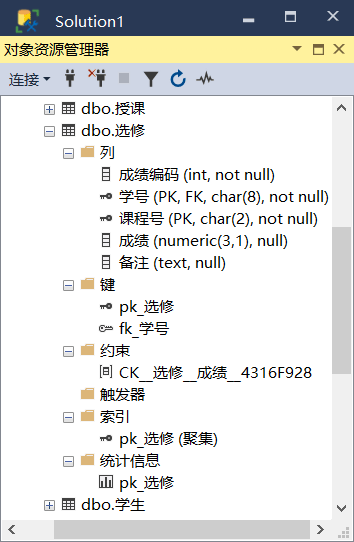 Solution1
对象资源管理器
连接
dbo.授课
dbo.选修
列
成绩编码 (int, not null)
学号 (PK, FK, char(8), not null)
课程号 (PK, char(2), not null)
成绩 (numeric(3,1), null)
备注 (text, null)
键
pk_选修
fk_学号
约束
CK__选修__成绩__4316F928
触发器
索引
pk_选修 (聚集)
统计信息
pk_选修
dbo.学生